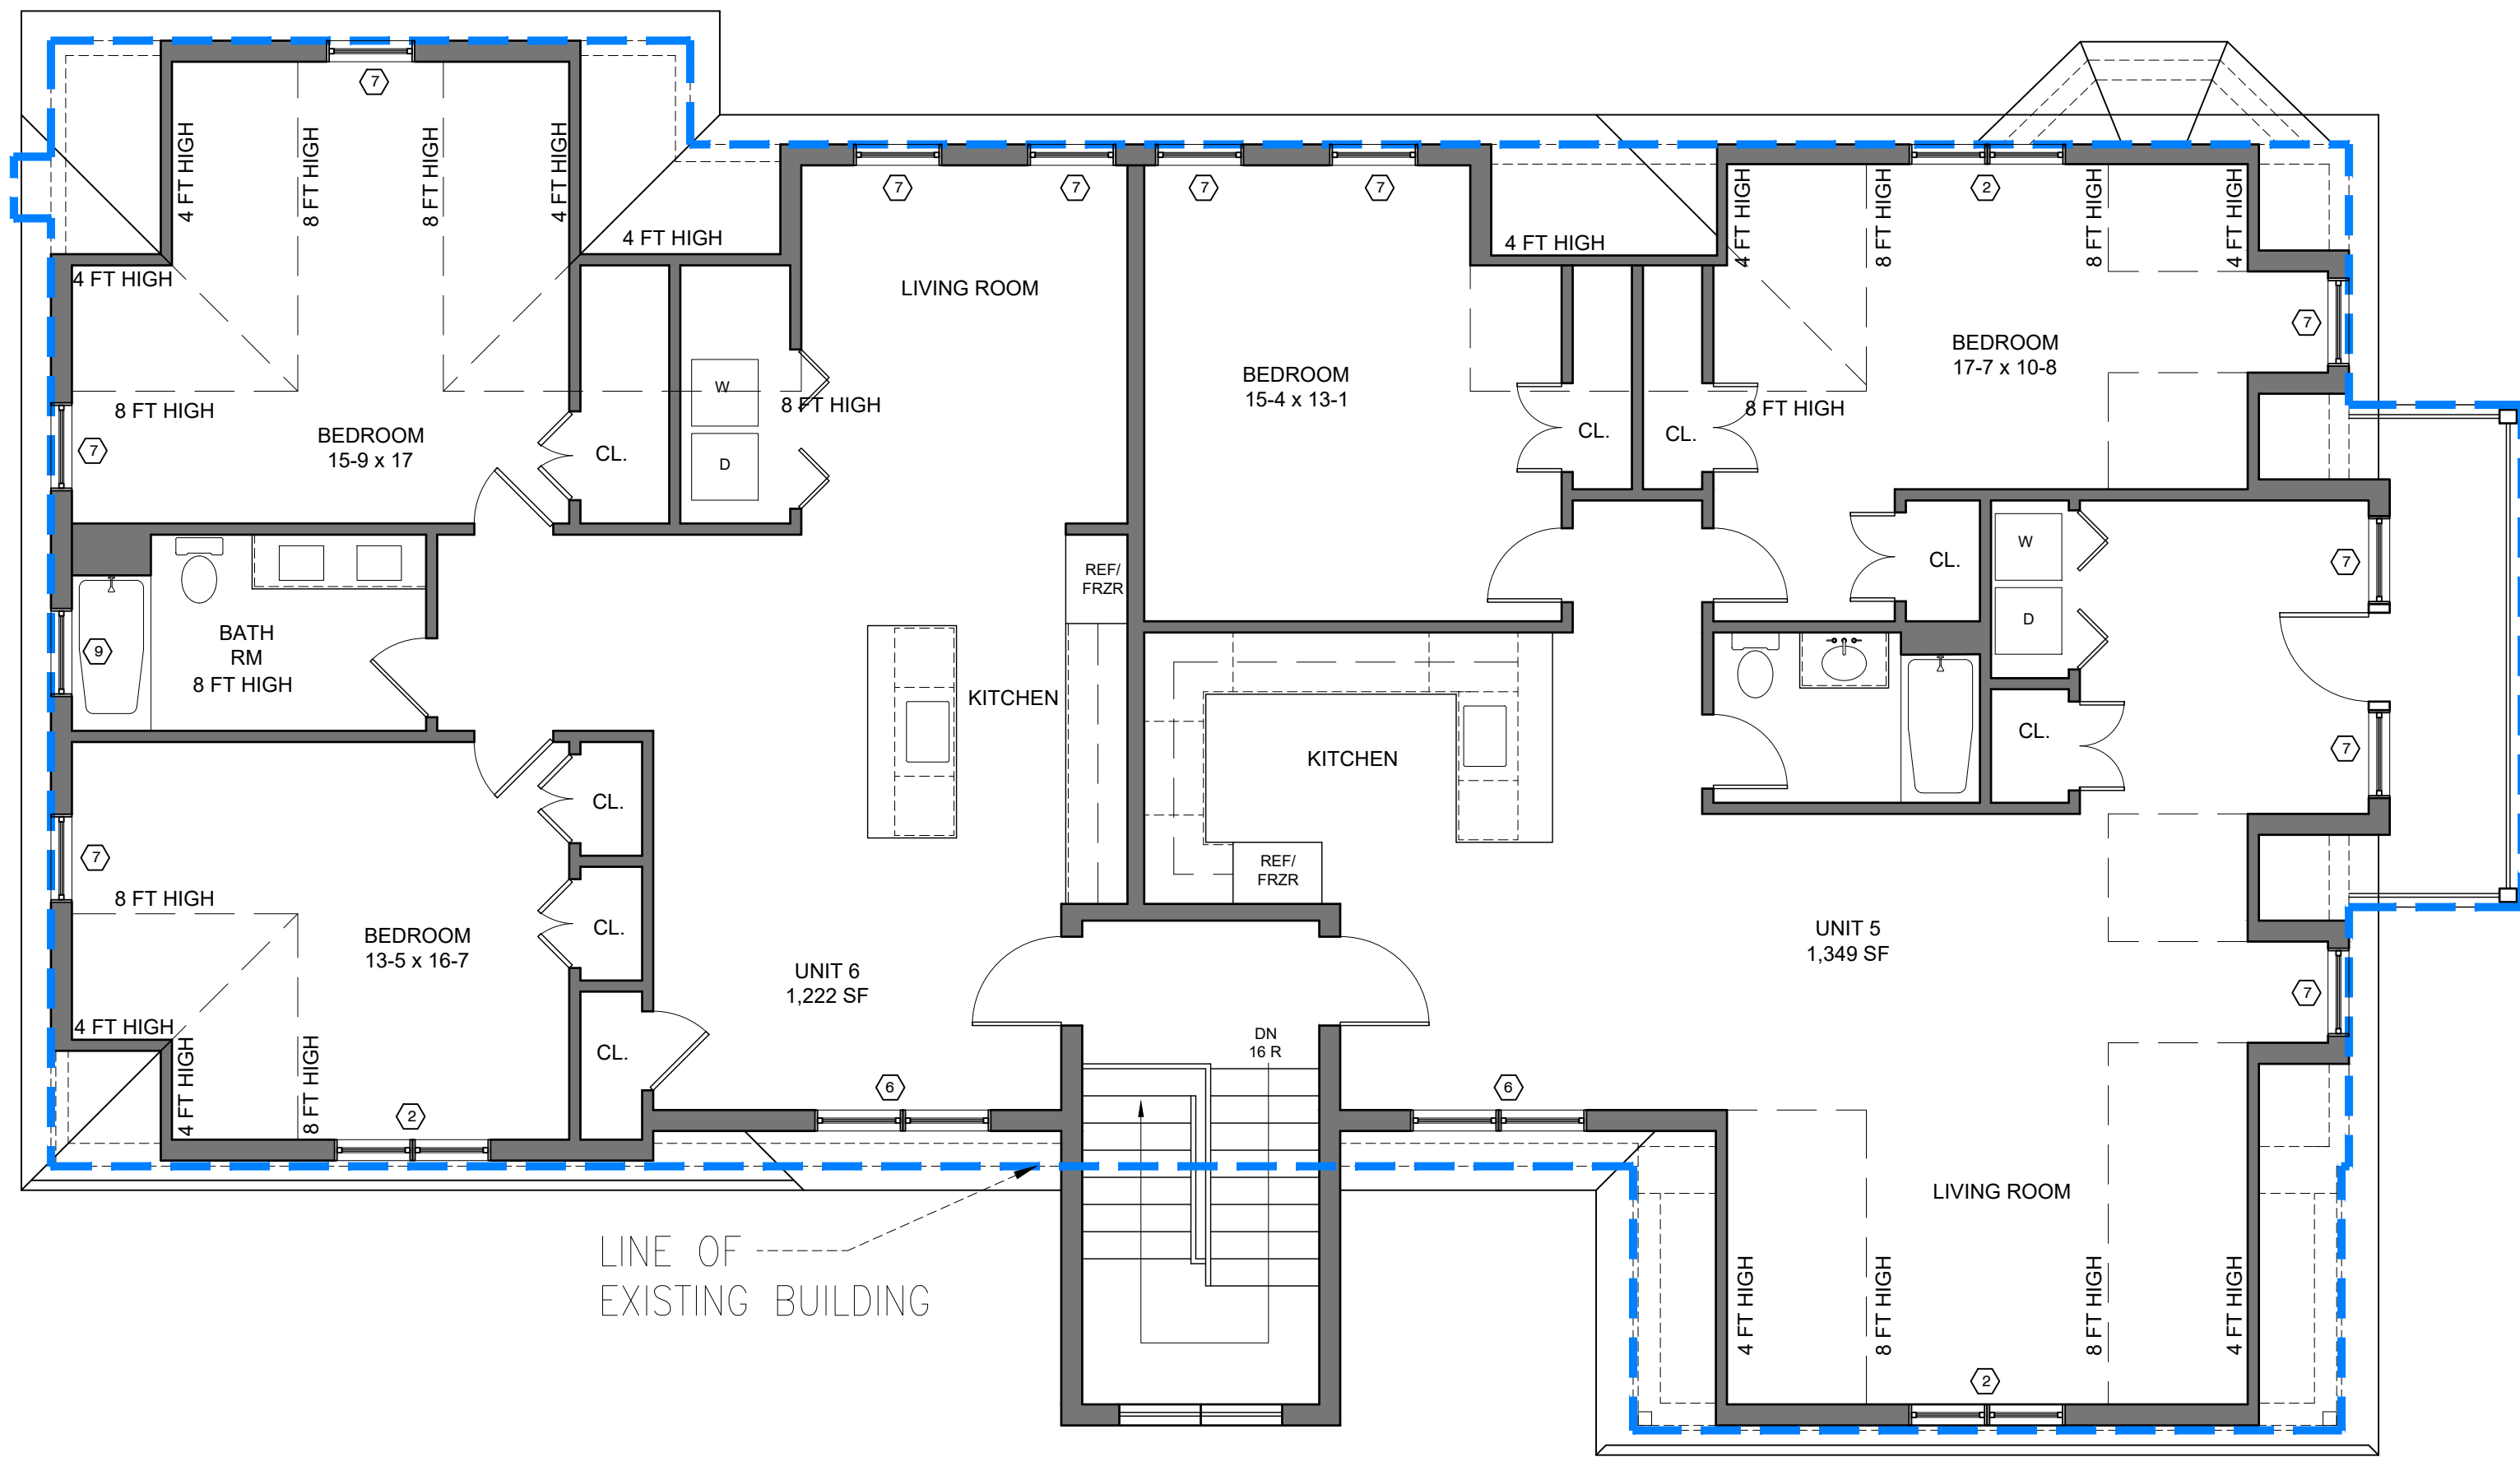 7
4 FT HIGH
8 FT HIGH
8 FT HIGH
4 FT HIGH
4 FT HIGH
8 FT HIGH
7
BEDROOM
15-9 x 17
CL.
4 FT HIGH
W
D
8 FT HIGH
7
7
LIVING ROOM
7
7
4 FT HIGH
BEDROOM
15-4 x 13-1
CL.
CL.
2
4 FT HIGH
8 FT HIGH
8 FT HIGH
4 FT HIGH
8 FT HIGH
BEDROOM
17-7 x 10-8
7
9
BATH
RM
8 FT HIGH
REF/
FRZR
KITCHEN
KITCHEN
REF/
FRZR
CL.
W
D
CL.
7
7
7
8 FT HIGH
4 FT HIGH
4 FT HIGH
8 FT HIGH
BEDROOM
13-5 x 16-7
2
CL.
CL.
CL.
UNIT 6
1,222 SF
6
DN
16 R
6
UNIT 5
1,349 SF
7
LIVING ROOM
4 FT HIGH
8 FT HIGH
8 FT HIGH
4 FT HIGH
2
LINE OF
EXISTING BUILDING